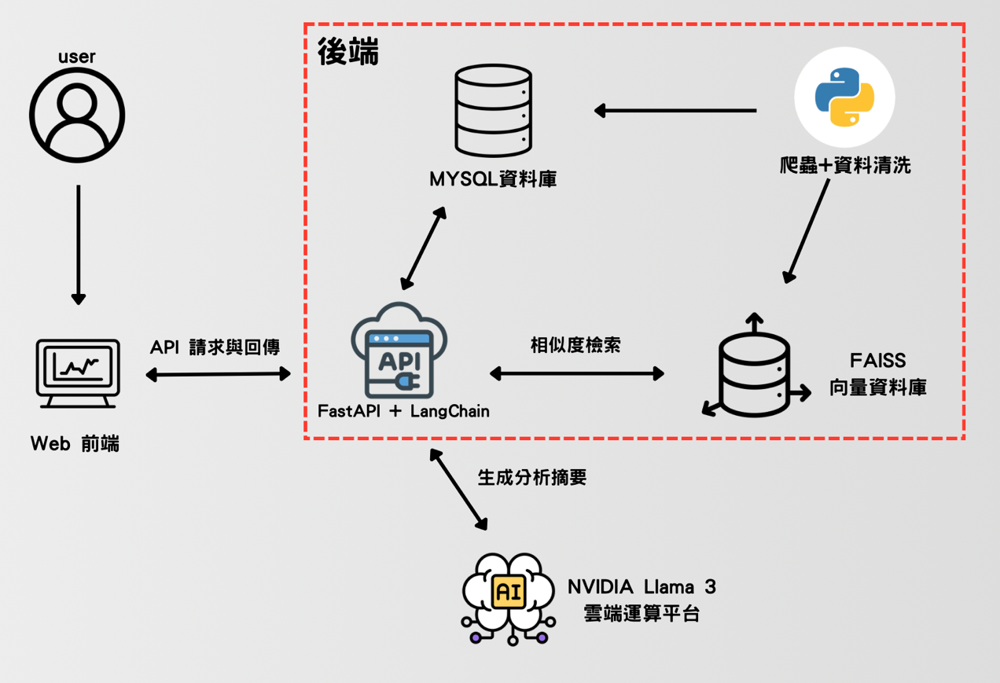 後端
user
MYSQL資料庫
爬蟲+資料清洗
API 請求與回傳
API
相似度檢索
FAISS
向量資料庫
FastAPI + LangChain
Web 前端
生成分析摘要
AI
NVIDIA Llama 3
雲端運算平台